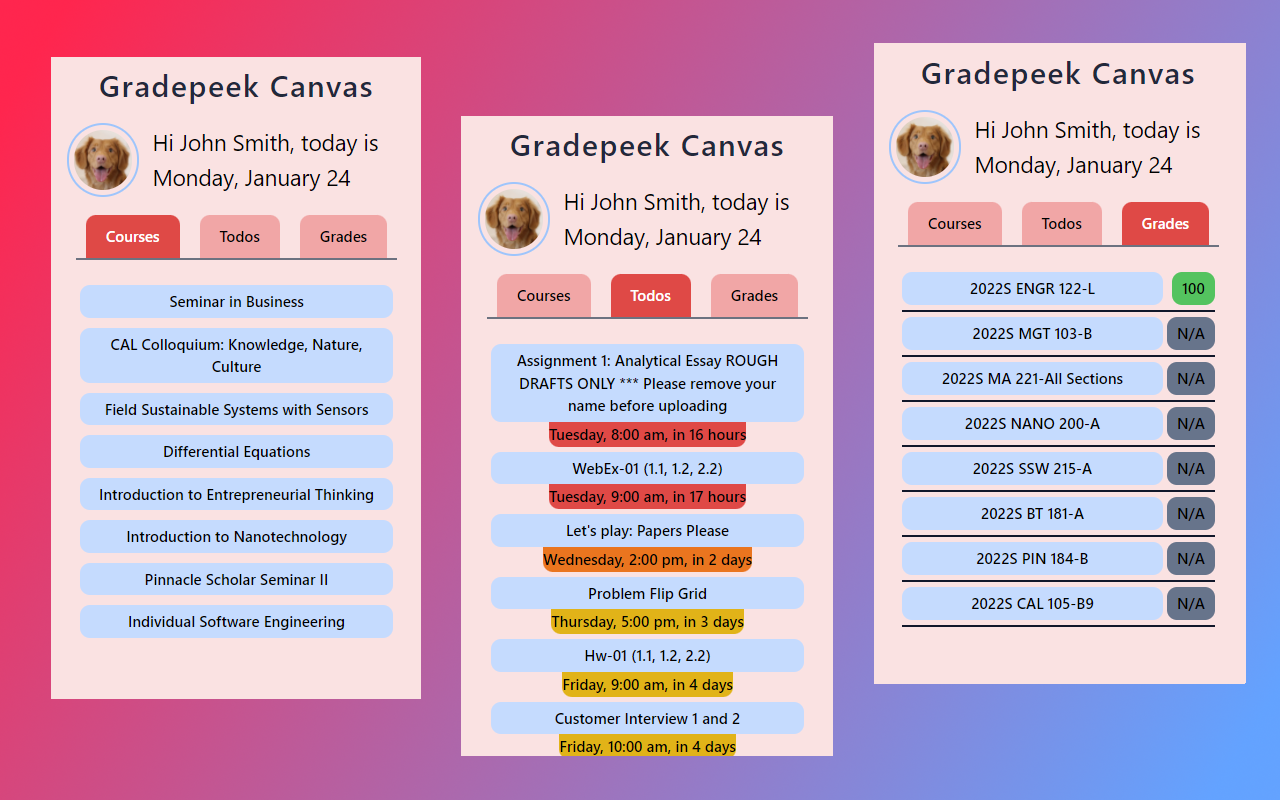 Gradepeek Canvas
Hi John Smith, today is
Monday, January 24
Courses Todos Grades
Seminar in Business
CAL Colloquium: Knowledge, Nature,
Culture
Field Sustainable Systems with Sensors
Differential Equations
Introduction to Entrepreneurial Thinking
Introduction to Nanotechnology
Pinnacle Scholar Seminar II
Individual Software Engineering
Gradepeek Canvas
Hi John Smith, today is
Monday, January 24
Courses Todos Grades
Assignment 1: Analytical Essay ROUGH
DRAFTS ONLY *** Please remove your
name before uploading
Tuesday, 8:00 am, in 16 hours
WebEx-01 (1.1, 1.2, 2.2)
Tuesday, 9:00 am, in 17 hours
Let's play: Papers Please
Wednesday, 2:00 pm, in 2 days
Problem Flip Grid
Thursday, 5:00 pm, in 3 days
Hw-01 (1.1, 1.2, 2.2)
Friday, 9:00 am, in 4 days
Customer Interview 1 and 2
Friday, 10:00 am, in 4 days
Gradepeek Canvas
Hi John Smith, today is
Monday, January 24
Courses Todos Grades
2022S ENGR 122-L 100
2022S MGT 103-B N/A
2022S MA 221-All Sections N/A
2022S NANO 200-A N/A
2022S SSW 215-A N/A
2022S BT 181-A N/A
2022S PIN 184-B N/A
2022S CAL 105-B9 N/A